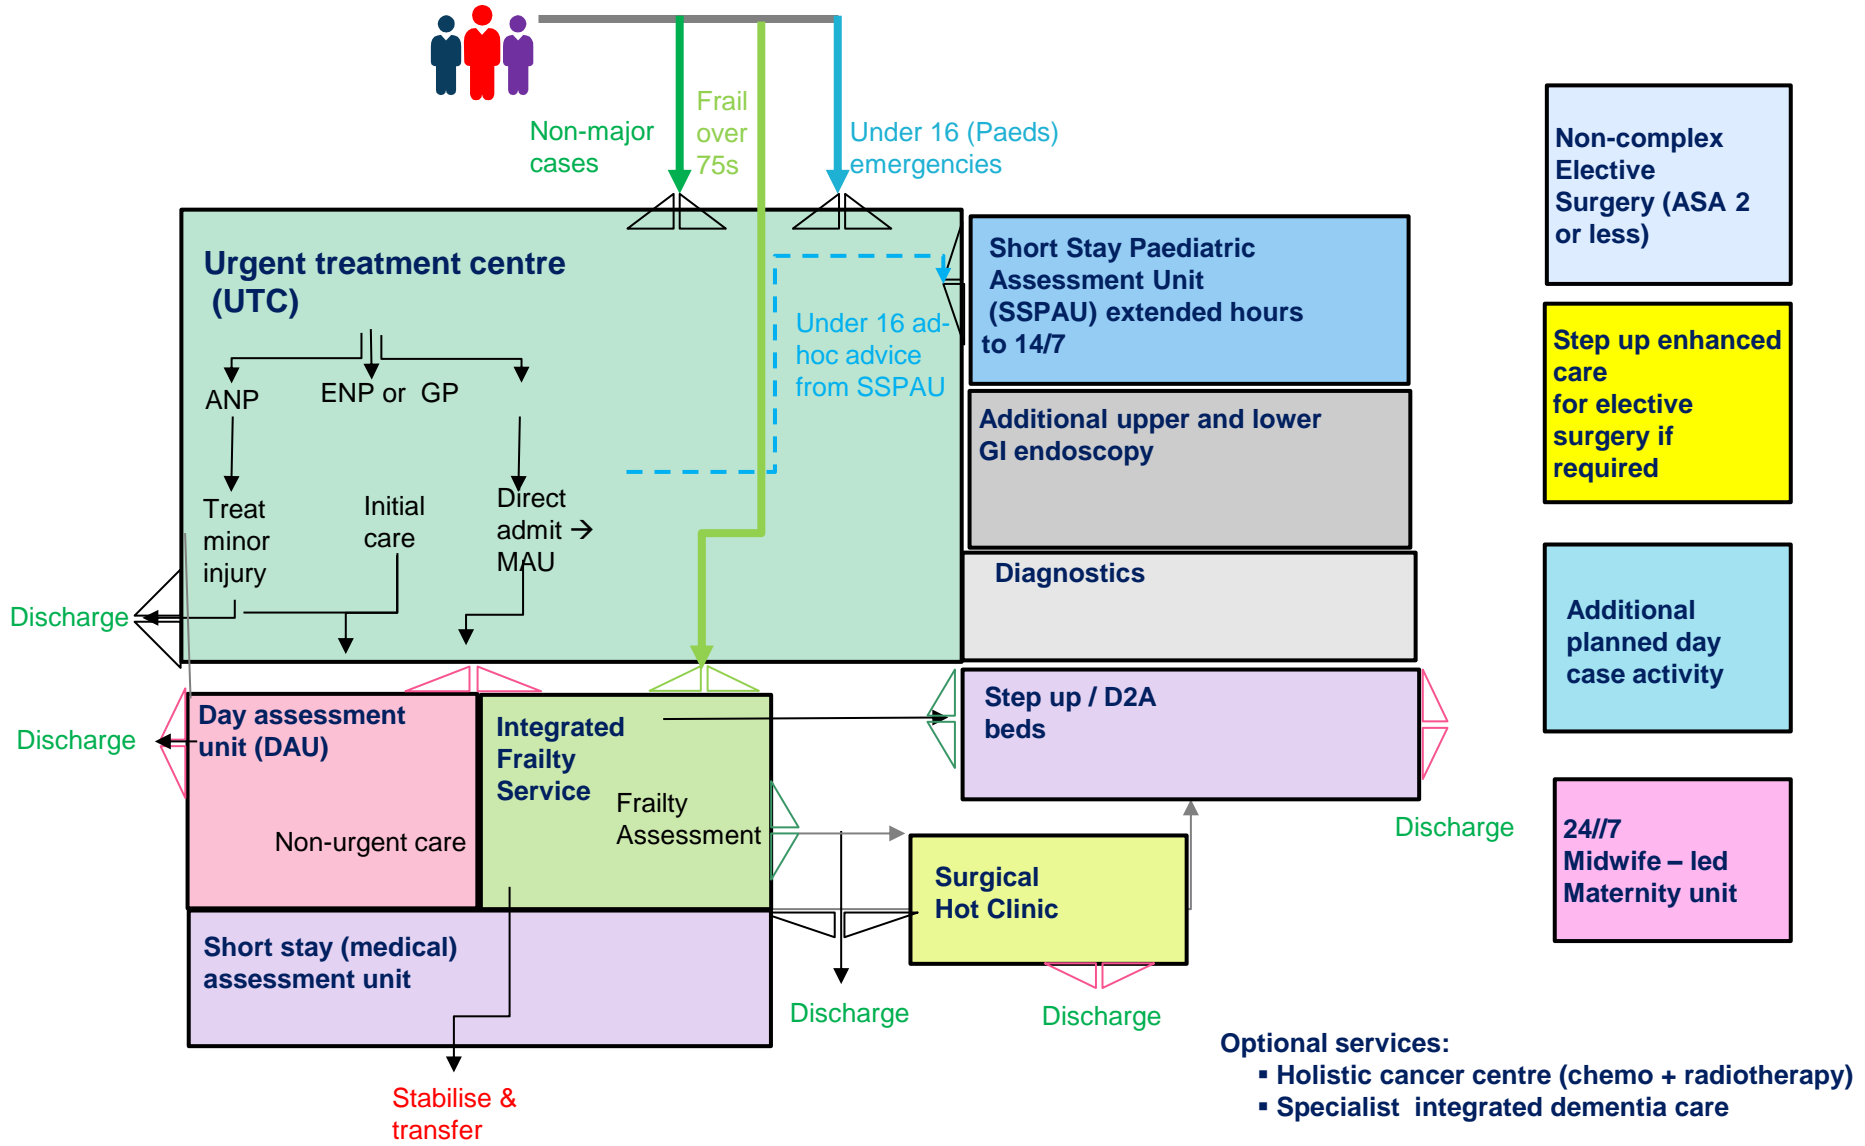 Non-major
cases
Frail
over
75s
Under 16 (Paeds)
emergencies
Urgent treatment centre
(UTC)
ANP
ENP or GP
Treat
minor
injury
Initial
care
Direct
admit →
MAU
Under 16 ad-
hoc advice
from SSPAU
Short Stay Paediatric
Assessment Unit
(SSPAU) extended hours
to 14/7
Additional upper and lower
GI endoscopy
Diagnostics
Discharge
Discharge
Day assessment
unit (DAU)
Non-urgent care
Integrated
Frailty
Service
Frailty
Assessment
Step up / D2A
beds
Discharge
Surgical
Hot Clinic
Short stay (medical)
assessment unit
Discharge
Discharge
Stabilise &
transfer
Non-complex
Elective
Surgery (ASA 2
or less)
Step up enhanced
care
for elective
surgery if
required
Additional
planned day
case activity
24//7
Midwife – led
Maternity unit
Optional services:
▪ Holistic cancer centre (chemo + radiotherapy)
▪ Specialist integrated dementia care